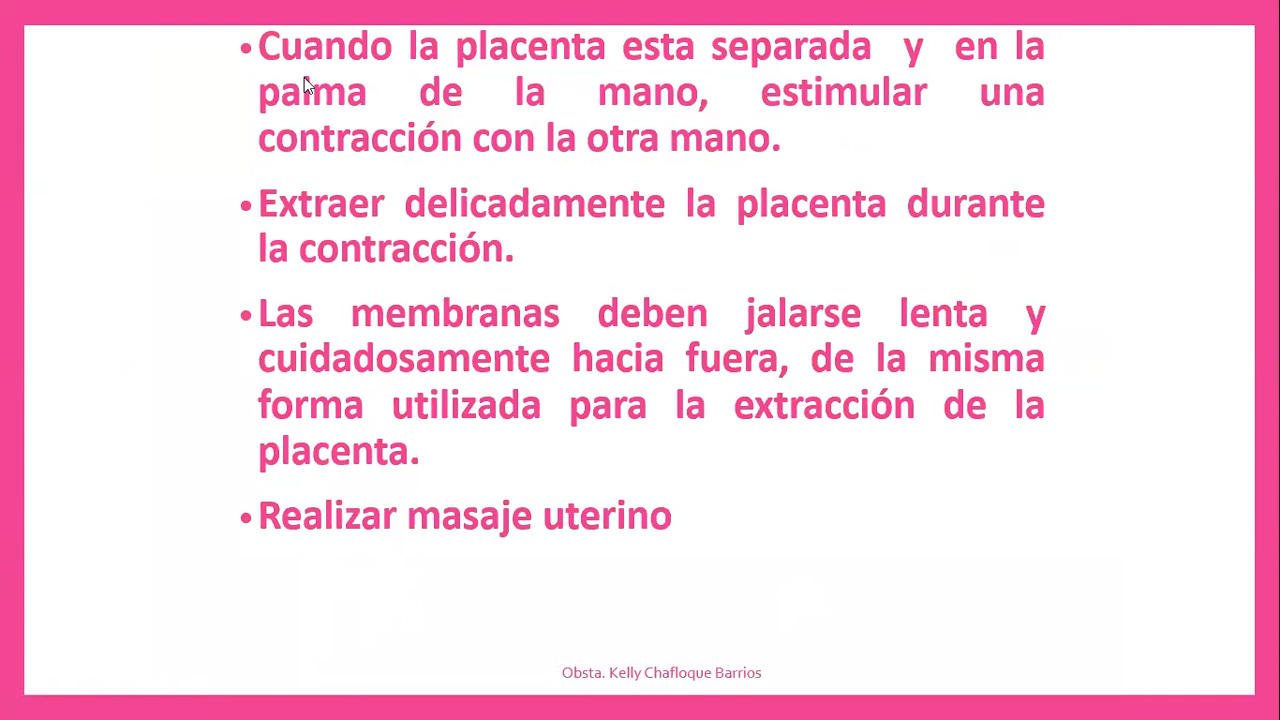 •Cuando la placenta esta separada y en la
palma de la mano, estimular una
contracción con la otra mano.
•Extraer delicadamente la placenta durante
la contracción.
•Las membranas deben jalarse lenta y
cuidadosamente hacia fuera, de la misma
forma utilizada para la extracción de la
placenta.
•Realizar masaje uterino
Obsta. Kelly Chafloque Barrios